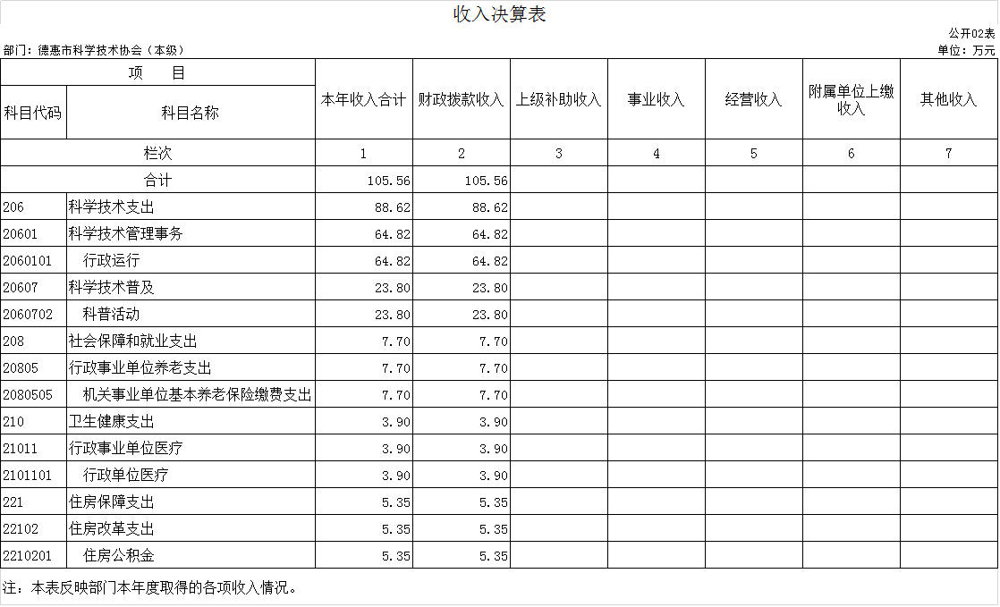 收入决算表
公开02表
部门：德惠市科学技术协会（本级）
单位：万元
项 目 本年收入合计 财政拨款收入 上级补助收入 事业收入 经营收入 附属单位上缴收入 其他收入
科目代码 科目名称
栏次 1 2 3 4 5 6 7
合计 105.56 105.56
206 科学技术支出 88.62 88.62
20601 科学技术管理事务 64.82 64.82
2060101 行政运行 64.82 64.82
20607 科学技术普及 23.80 23.80
2060702 科普活动 23.80 23.80
208 社会保障和就业支出 7.70 7.70
20805 行政事业单位养老支出 7.70 7.70
2080505 机关事业单位基本养老保险缴费支出 7.70 7.70
210 卫生健康支出 3.90 3.90
21011 行政事业单位医疗 3.90 3.90
2101101 行政单位医疗 3.90 3.90
221 住房保障支出 5.35 5.35
22102 住房改革支出 5.35 5.35
2210201 住房公积金 5.35 5.35
注：本表反映部门本年度取得的各项收入情况。